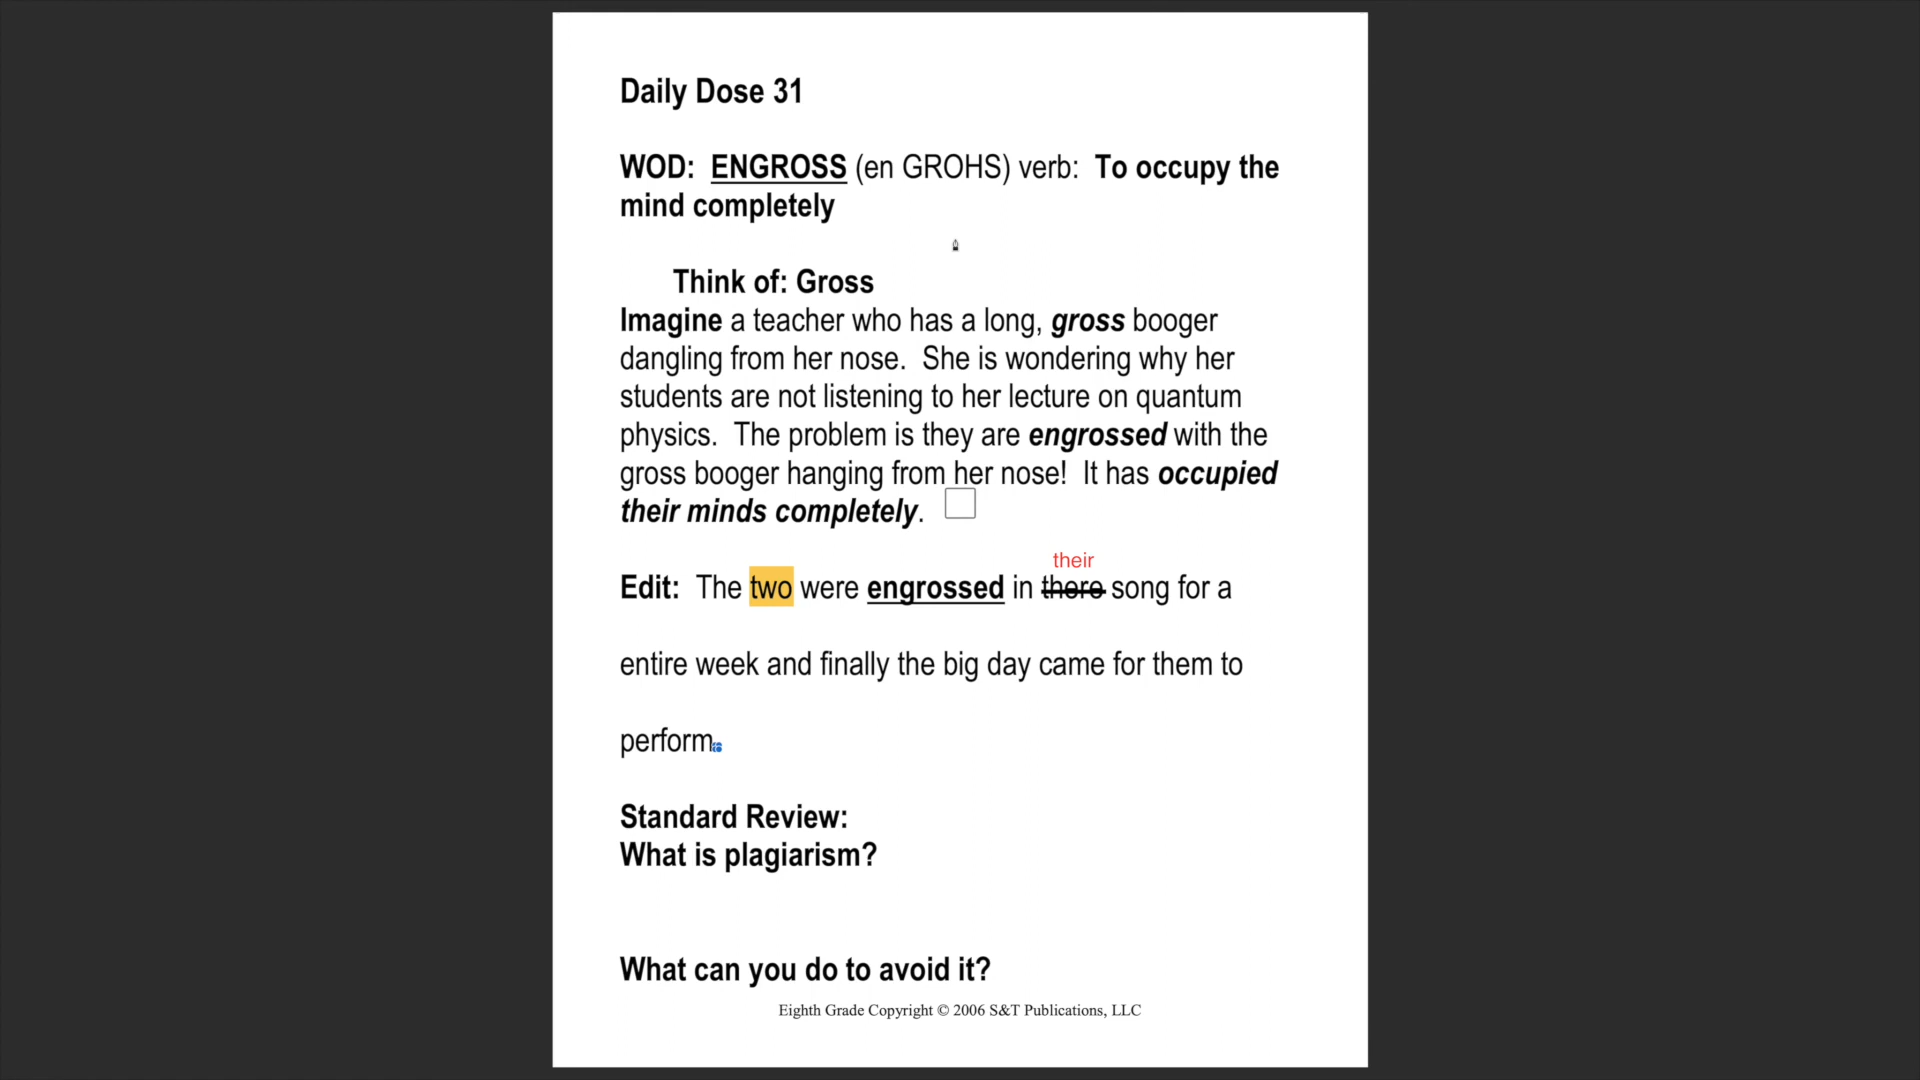 Daily Dose 31
WOD: ENGROSS (en GROHS) verb: To occupy the
mind completely
Think of: Gross
Imagine a teacher who has a long, gross booger
dangling from her nose. She is wondering why her
students are not listening to her lecture on quantum
physics. The problem is they are engrossed with the
gross booger hanging from her nose! It has occupied
their minds completely.
their
Edit: The two were engrossed in there song for a
entire week and finally the big day came for them to
perform.
Standard Review:
What is plagiarism?
What can you do to avoid it?
Eighth Grade Copyright © 2006 S&T Publications, LLC